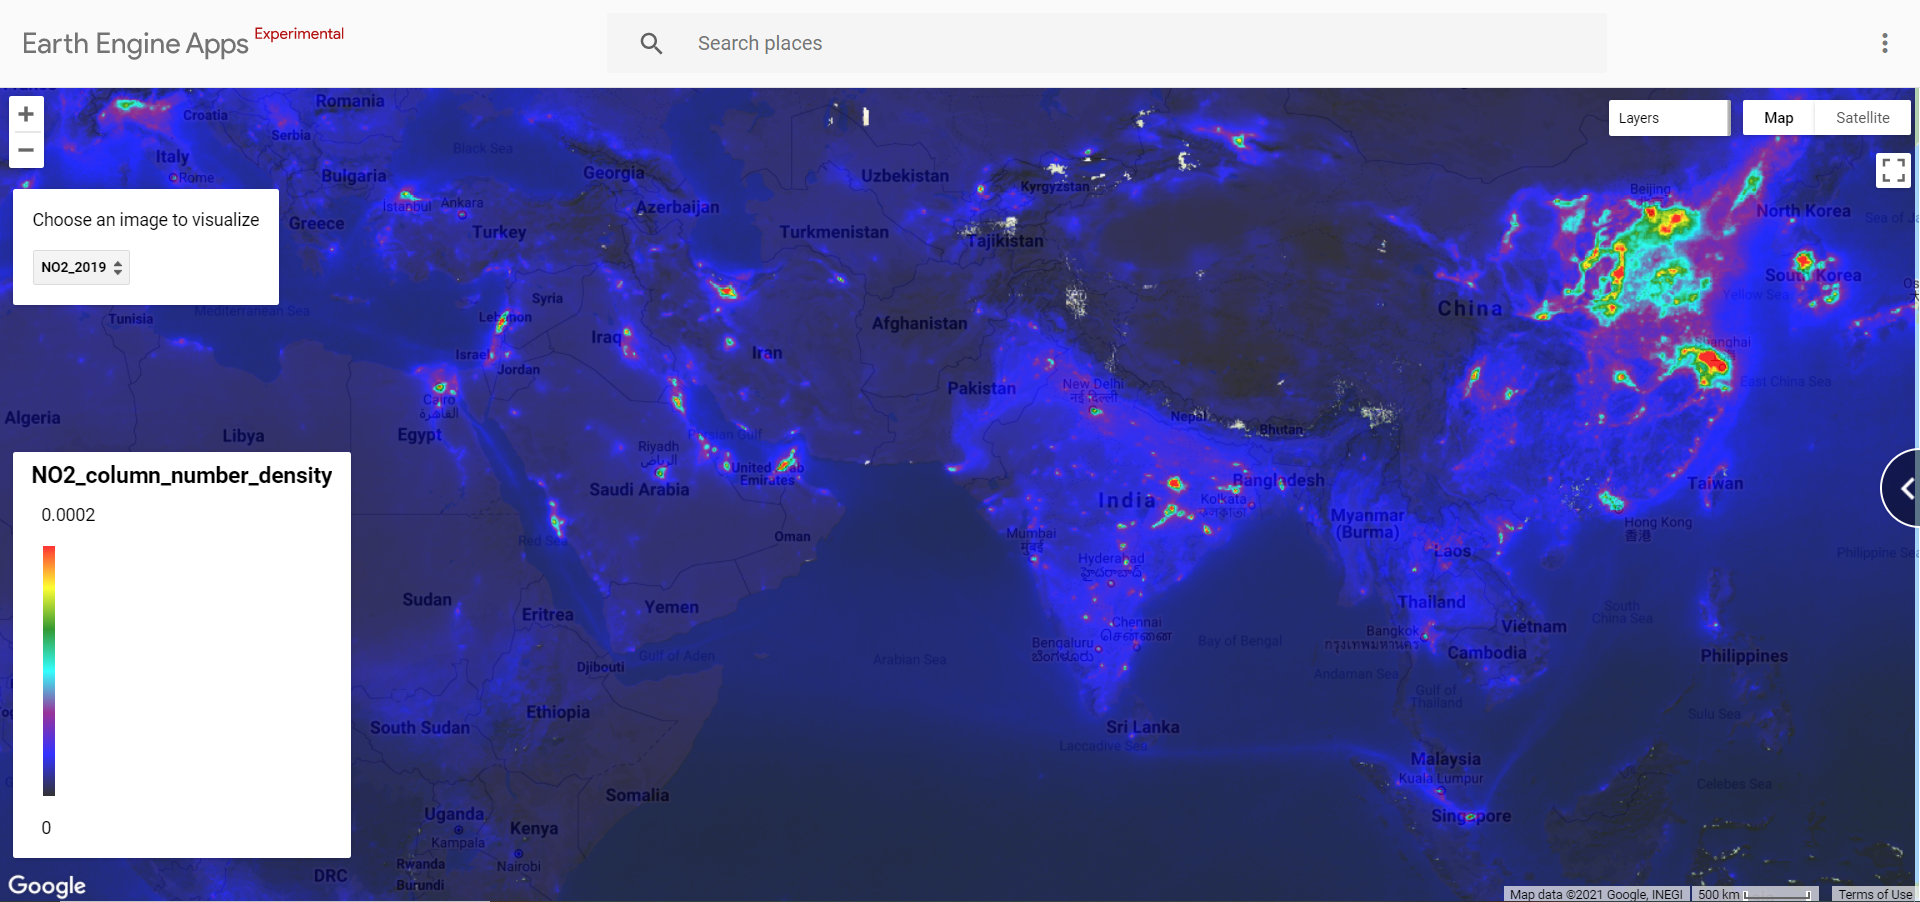 Earth Engine Apps Experimental
Search places
Layers
Map
Satellite
Choose an image to visualize
NO2_2019
NO2_column_number_density
0.0002
0
Croatia
Romania
Serbia
Italy
Rome
Black Sea
Bulgaria
Georgia
Uzbekistan
Kyrgyzstan
Istanbul
Ankara
Azerbaijan
Greece
Turkey
Turkmenistan
Tajikistan
Beijing
North Korea
South Korea
Yellow Sea
China
Syria
Mediterranean Sea
Tunisia
Lebanon
Afghanistan
Iraq
Iran
Israel
Jordan
Shanghai
East China Sea
Pakistan
New Delhi
नई दिल्ली
Cairo
القاهرة
Algeria
Libya
Egypt
Nepal
Bhutan
Persian Gulf
Riyadh
الرياض
United Arab
Emirates
Saudi Arabia
India
Bangladesh
Kolkata
Taiwan
Hong Kong
香港
Myanmar
(Burma)
Mumbai
मुंबई
Oman
Red Sea
Laos
Hyderabad
Sudan
Eritrea
Yemen
Thailand
South
China Sea
Vietnam
Chennai
சென்னை
Bengaluru
ಬೆಂಗಳೂರು
Bay of Bengal
Bangkok
กรุงเทพมหานคร
Cambodia
Philippines
Djibouti
Gulf of Aden
Arabian Sea
Andaman Sea
Gulf of
Thailand
Ethiopia
South Sudan
Sri Lanka
Laccadive Sea
Sulu Sea
Malaysia
Kuala Lumpur
Celebes Sea
Somalia
Singapore
Uganda
Kampala
Kenya
Rwanda
Nairobi
DRC
Burundi
Google
Map data ©2021 Google, INEGI
500 km
Terms of Use